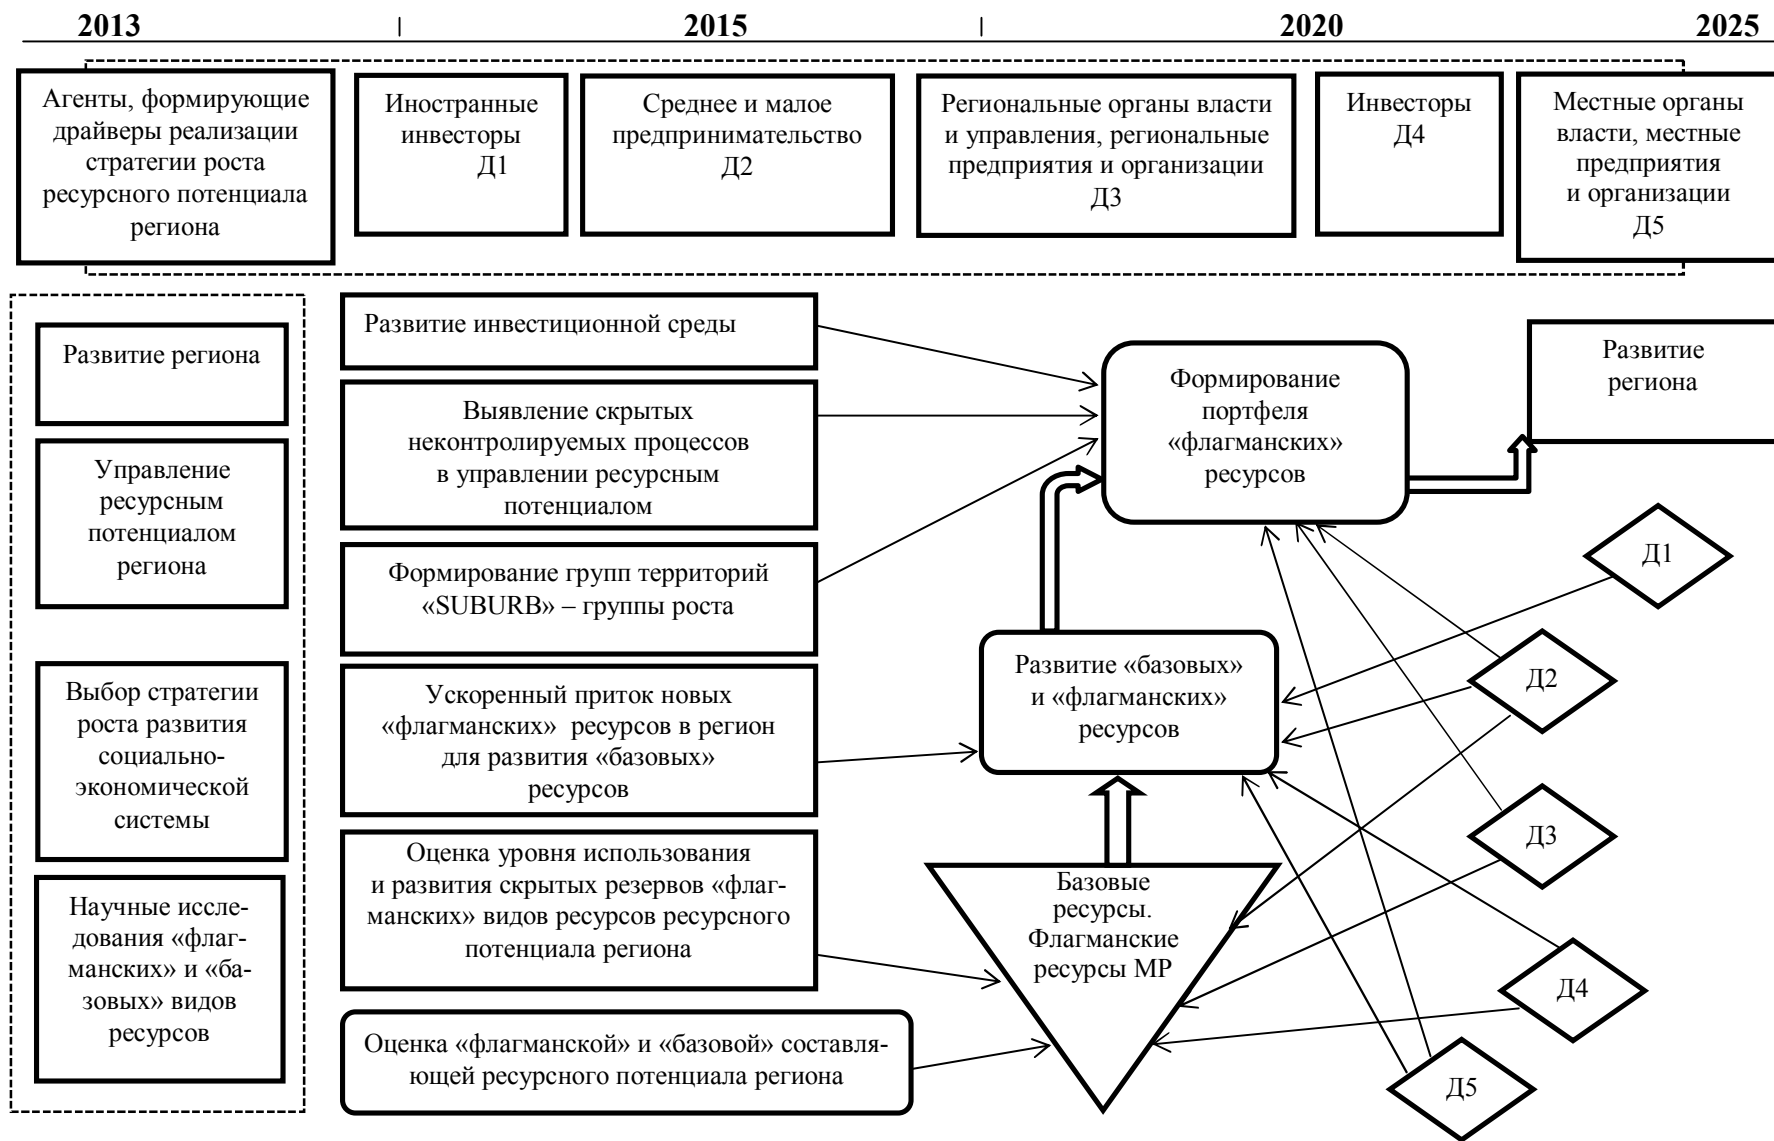 2013 | 2015 | 2020 2025
Агенты, формирующие
драйверы реализации
стратегии роста
ресурсного потенциала
региона
Иностранные
инвесторы
Д1
Среднее и малое
предпринимательство
Д2
Региональные органы власти
и управления, региональные
предприятия и организации
Д3
Инвесторы
Д4
Местные органы
власти, местные
предприятия
и организации
Д5
Развитие региона
Управление
ресурсным
потенциалом
региона
Выбор стратегии
роста развития
социально-
экономической
системы
Научные иссле-
дования «флаг-
манских» и «ба-
зовых» видов
ресурсов
Развитие инвестиционной среды
Выявление скрытых
неконтролируемых процессов
в управлении ресурсным
потенциалом
Формирование групп территорий
«SUBURB» – группы роста
Ускоренный приток новых
«флагманских» ресурсов в регион
для развития «базовых»
ресурсов
Оценка уровня использования
и развития скрытых резервов «флаг-
манских» видов ресурсов ресурсного
потенциала региона
Оценка «флагманской» и «базовой» составля-
ющей ресурсного потенциала региона
Формирование
портфеля
«флагманских»
ресурсов
Развитие «базовых»
и «флагманских»
ресурсов
Базовые
ресурсы.
Флагманские
ресурсы МР
Развитие
региона
Д1
Д2
Д3
Д4
Д5